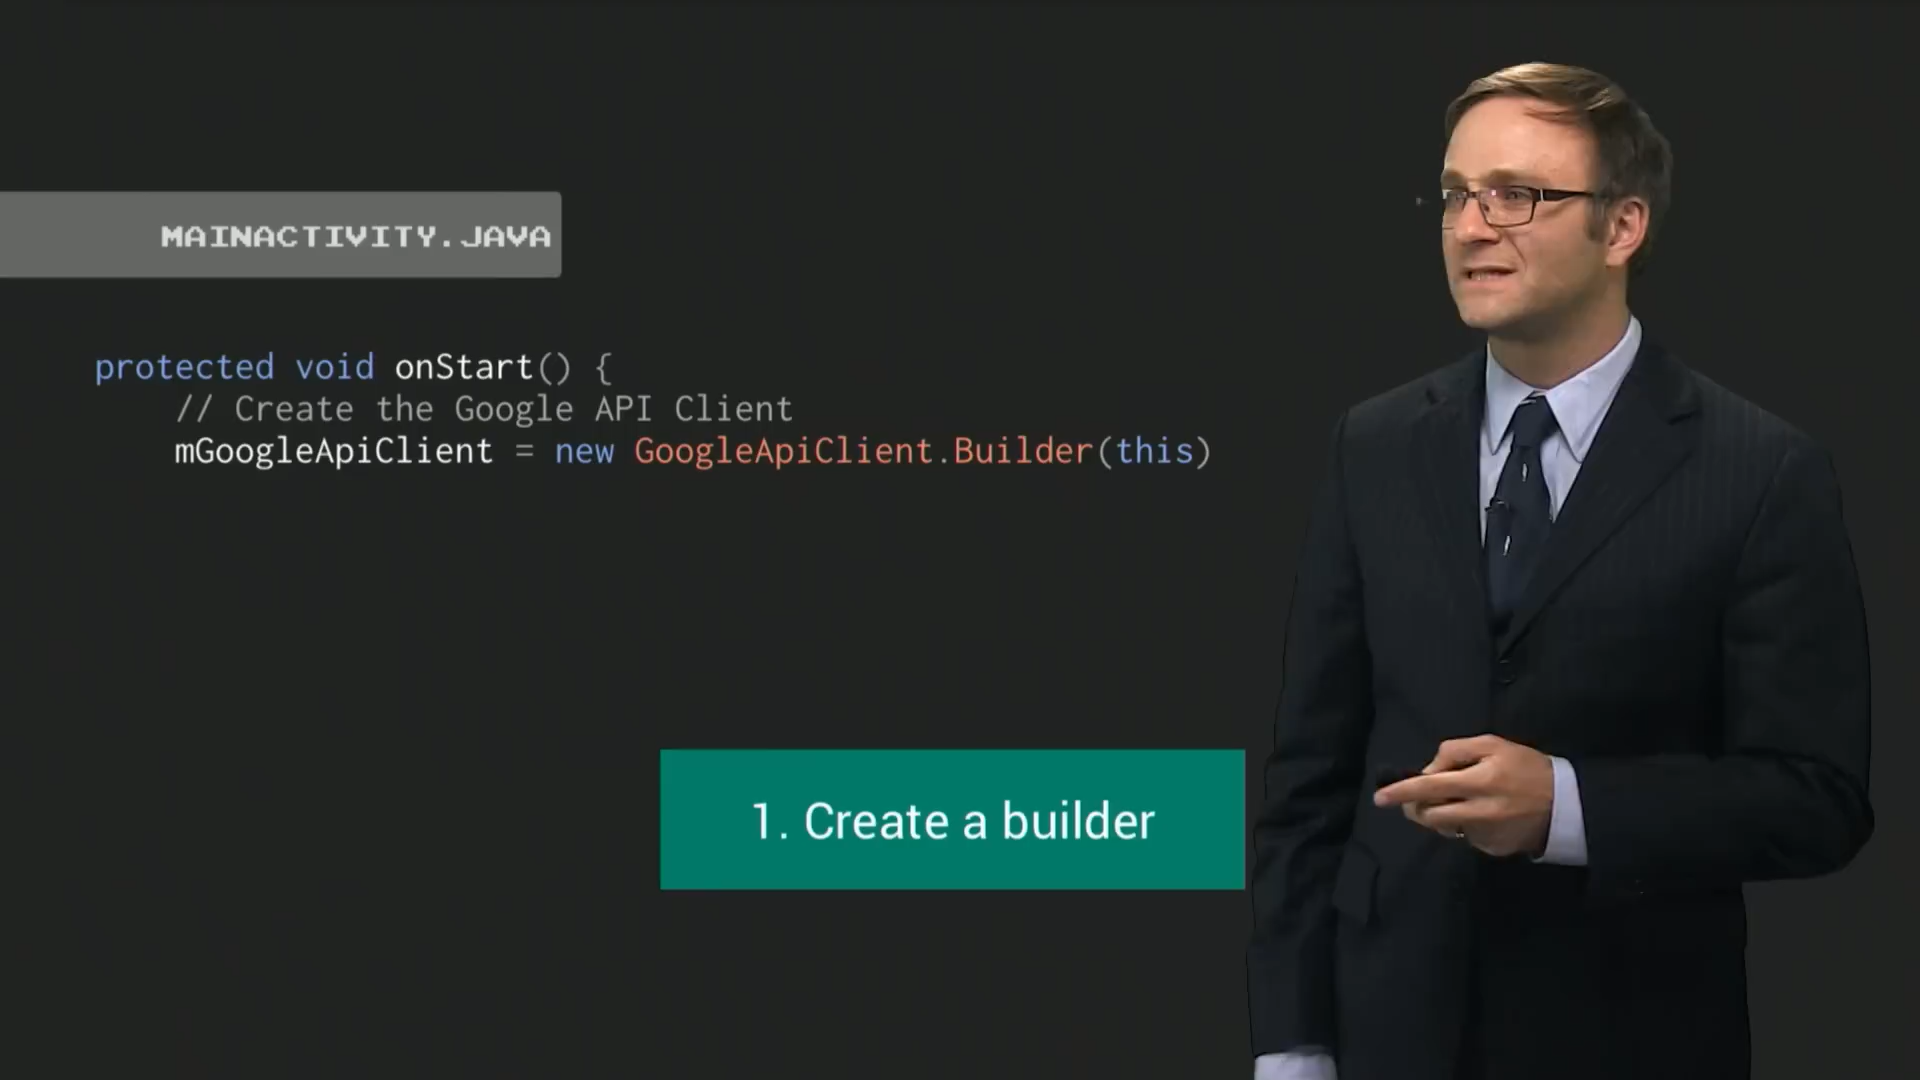 MAINACTIVITY.JAVA
protected void onStart() {
// Create the Google API Client
mGoogleApiClient = new GoogleApiClient.Builder(this)
1. Create a builder